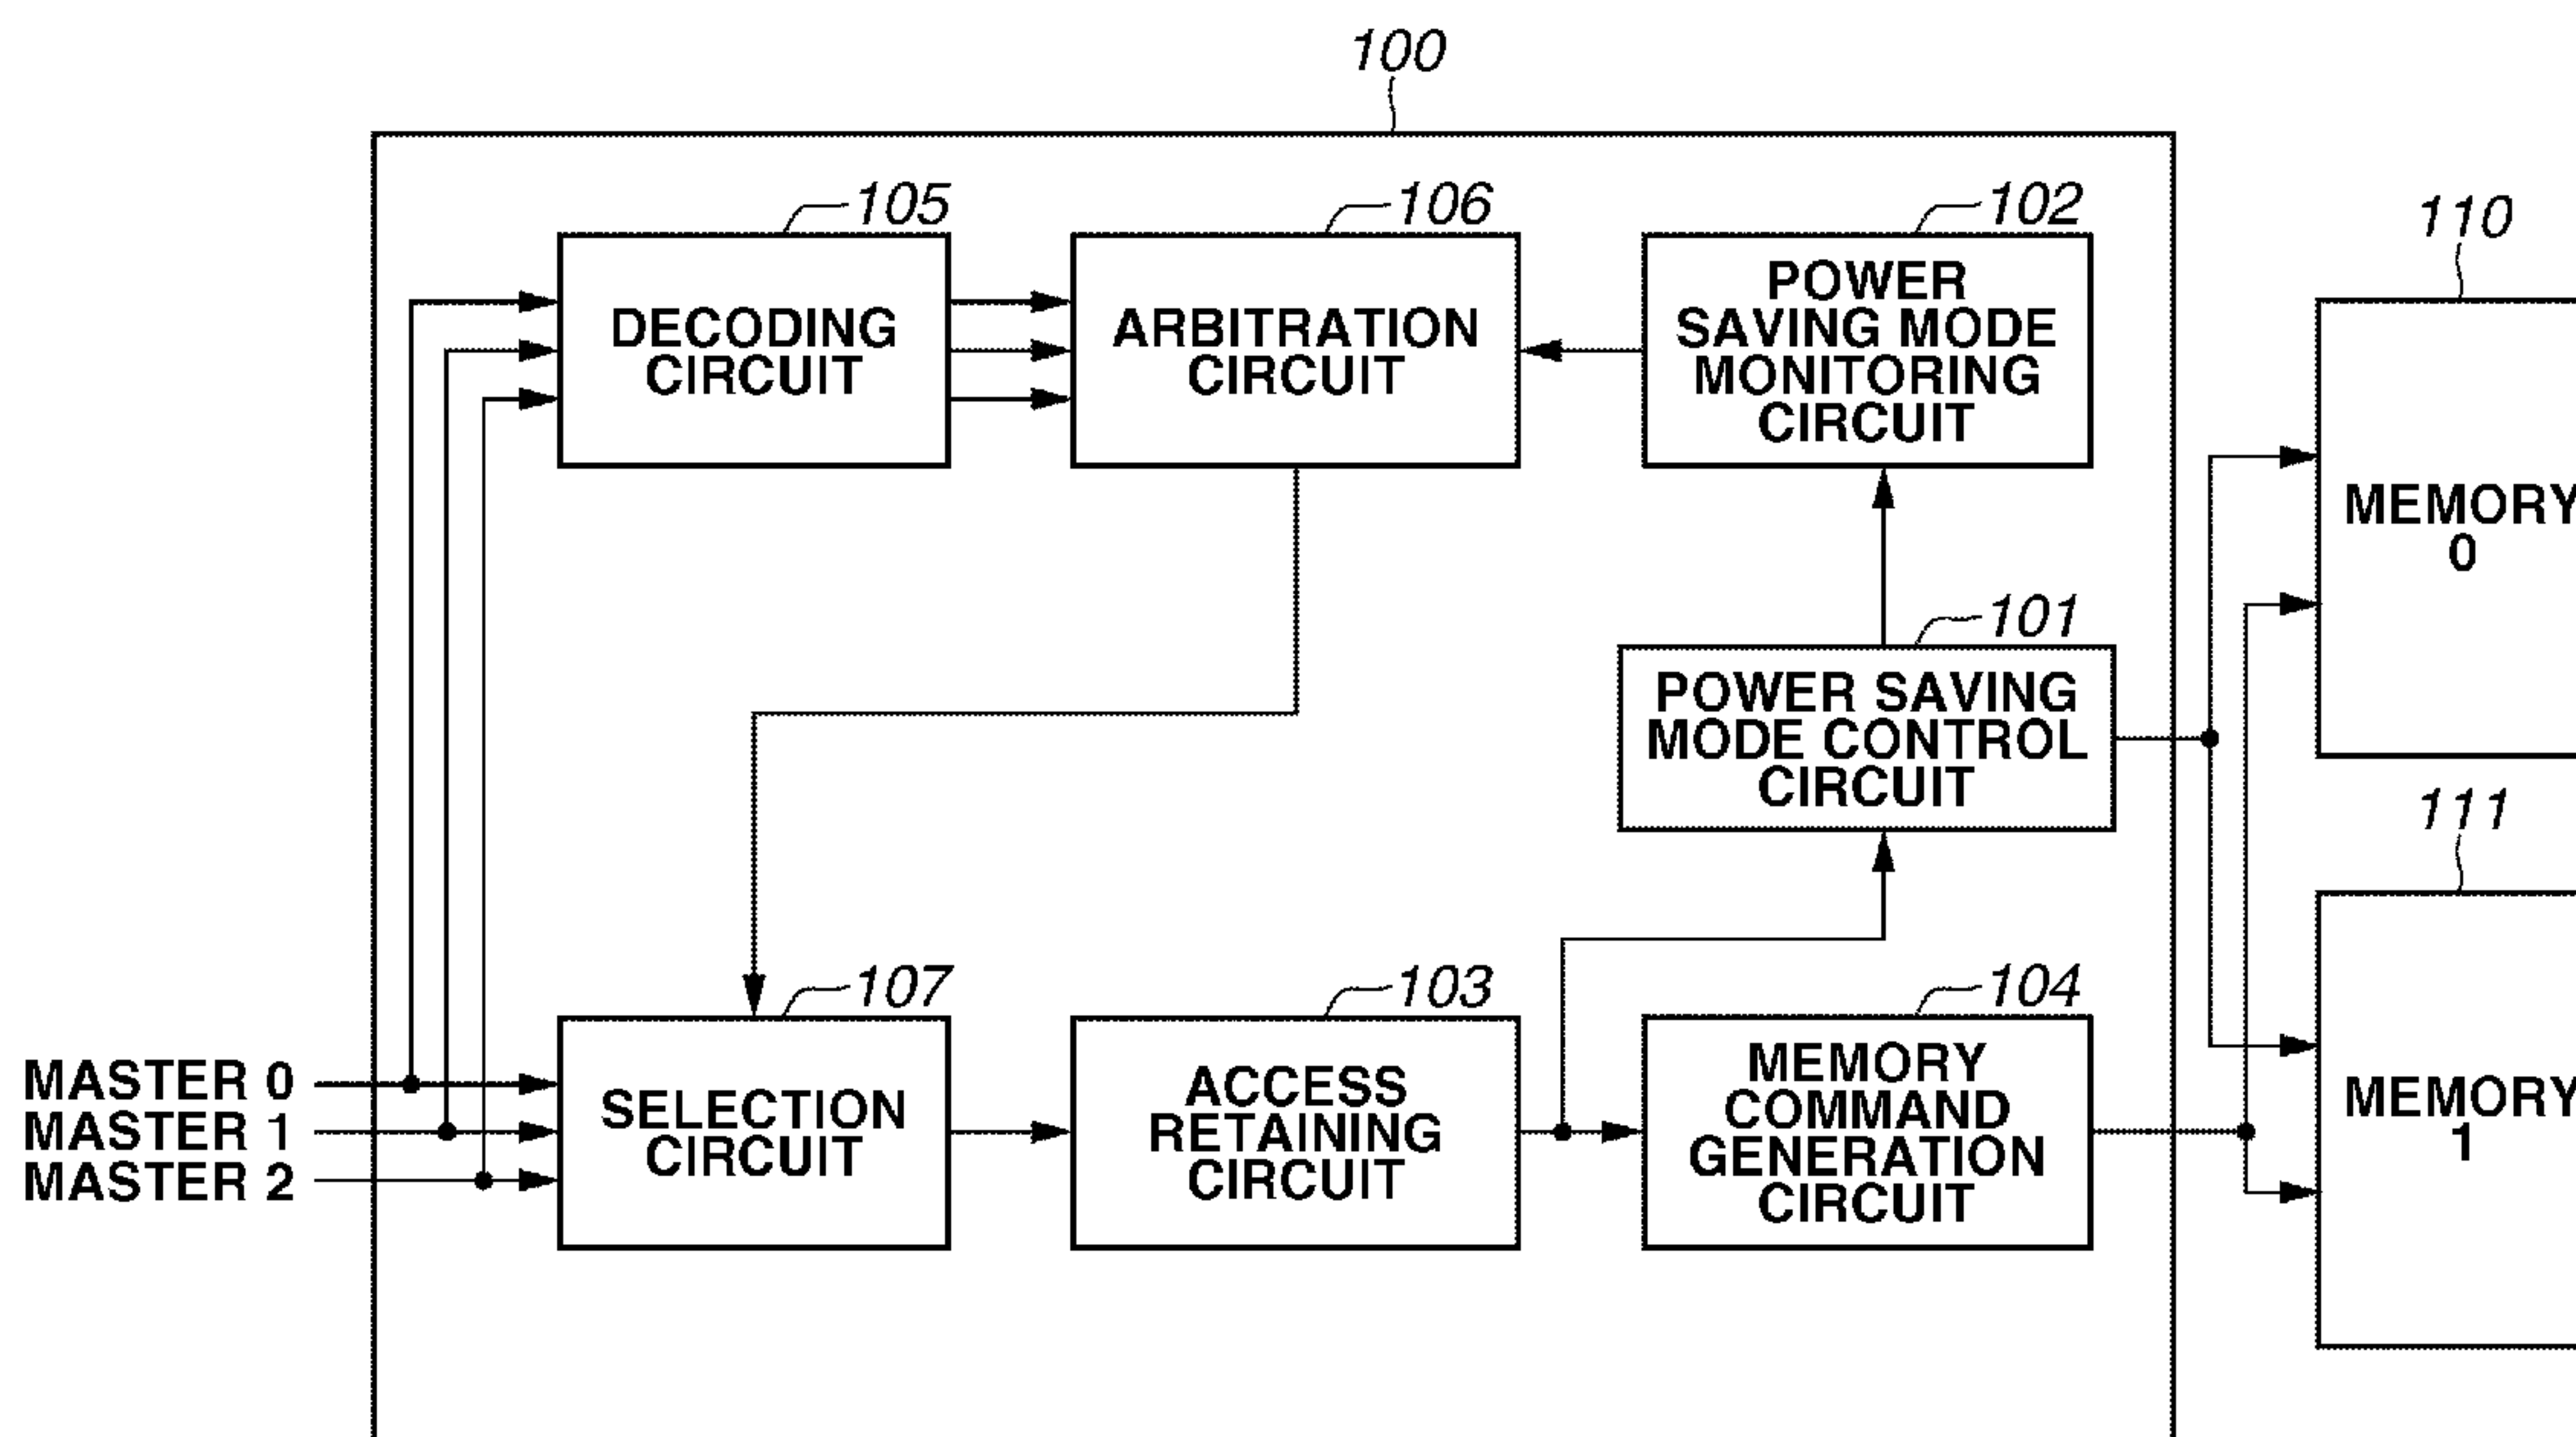 100
105
DECODING
CIRCUIT
106
ARBITRATION
CIRCUIT
102
POWER
SAVING MODE
MONITORING
CIRCUIT
110
MEMORY
0
101
POWER SAVING
MODE CONTROL
CIRCUIT
111
MEMORY
1
MASTER 0
MASTER 1
MASTER 2
107
SELECTION
CIRCUIT
103
ACCESS
RETAINING
CIRCUIT
104
MEMORY
COMMAND
GENERATION
CIRCUIT